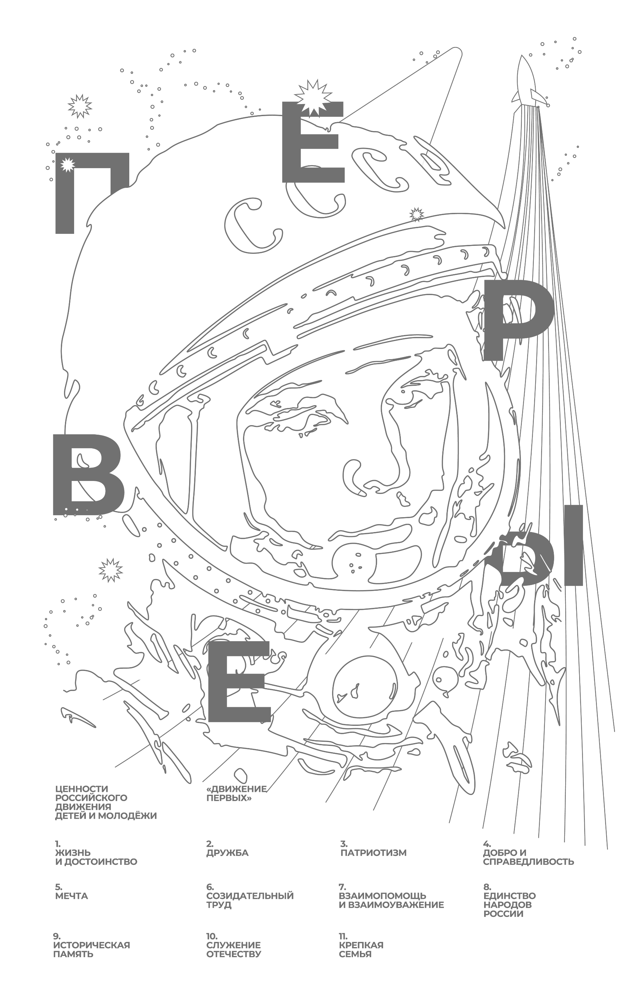 П Е Р
В Ы Е
СССР
ЦЕННОСТИ
РОССИЙСКОГО
ДВИЖЕНИЯ
ДЕТЕЙ И МОЛОДЁЖИ
«ДВИЖЕНИЕ
ПЕРВЫХ»
1.
ЖИЗНЬ
И ДОСТОИНСТВО
2.
ДРУЖБА
3.
ПАТРИОТИЗМ
4.
ДОБРО И
СПРАВЕДЛИВОСТЬ
5.
МЕЧТА
6.
СОЗИДАТЕЛЬНЫЙ
ТРУД
7.
ВЗАИМОПОМОЩЬ
И ВЗАИМОУВАЖЕНИЕ
8.
ЕДИНСТВО
НАРОДОВ
РОССИИ
9.
ИСТОРИЧЕСКАЯ
ПАМЯТЬ
10.
СЛУЖЕНИЕ
ОТЕЧЕСТВУ
11.
КРЕПКАЯ
СЕМЬЯ